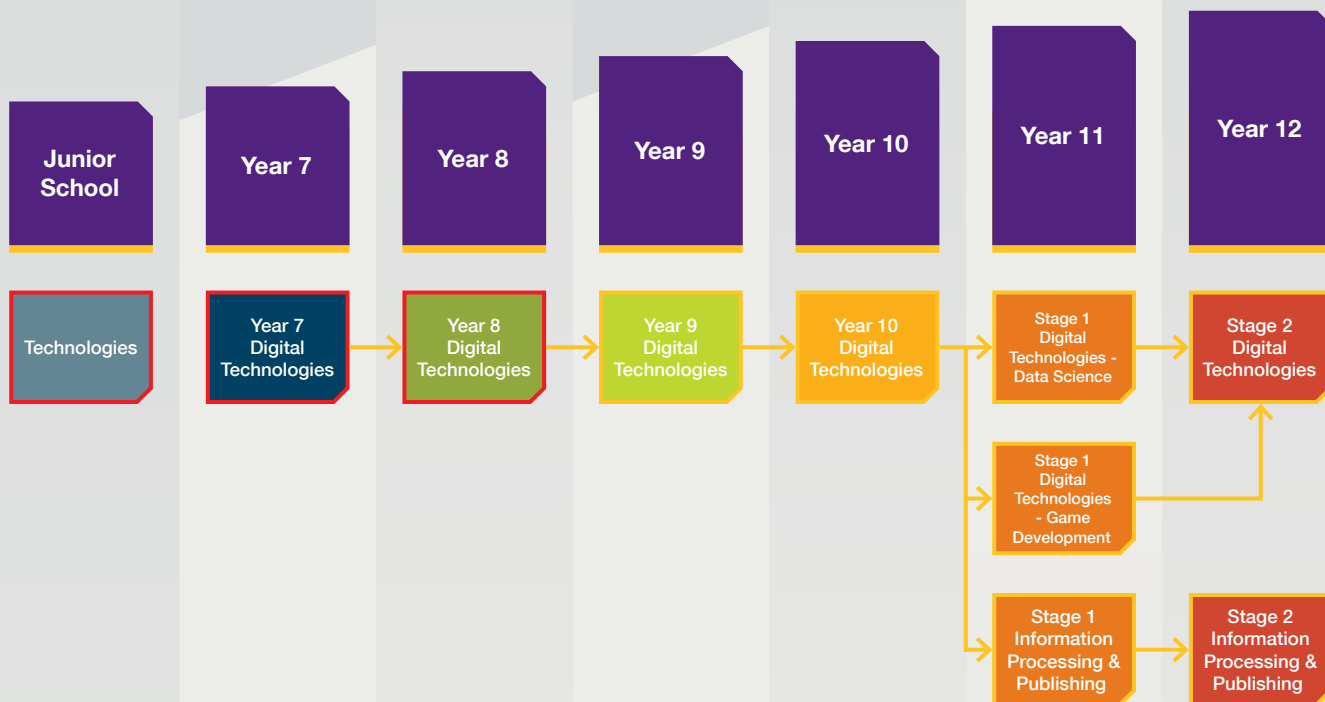 Junior
School
Year 7
Year 8
Year 9
Year 10
Year 11
Year 12
Technologies
Year 7
Digital
Technologies
Year 8
Digital
Technologies
Year 9
Digital
Technologies
Year 10
Digital
Technologies
Stage 1
Digital
Technologies -
Data Science
Stage 2
Digital
Technologies
Stage 1
Digital
Technologies
- Game
Development
Stage 1
Information
Processing &
Publishing
Stage 2
Information
Processing &
Publishing